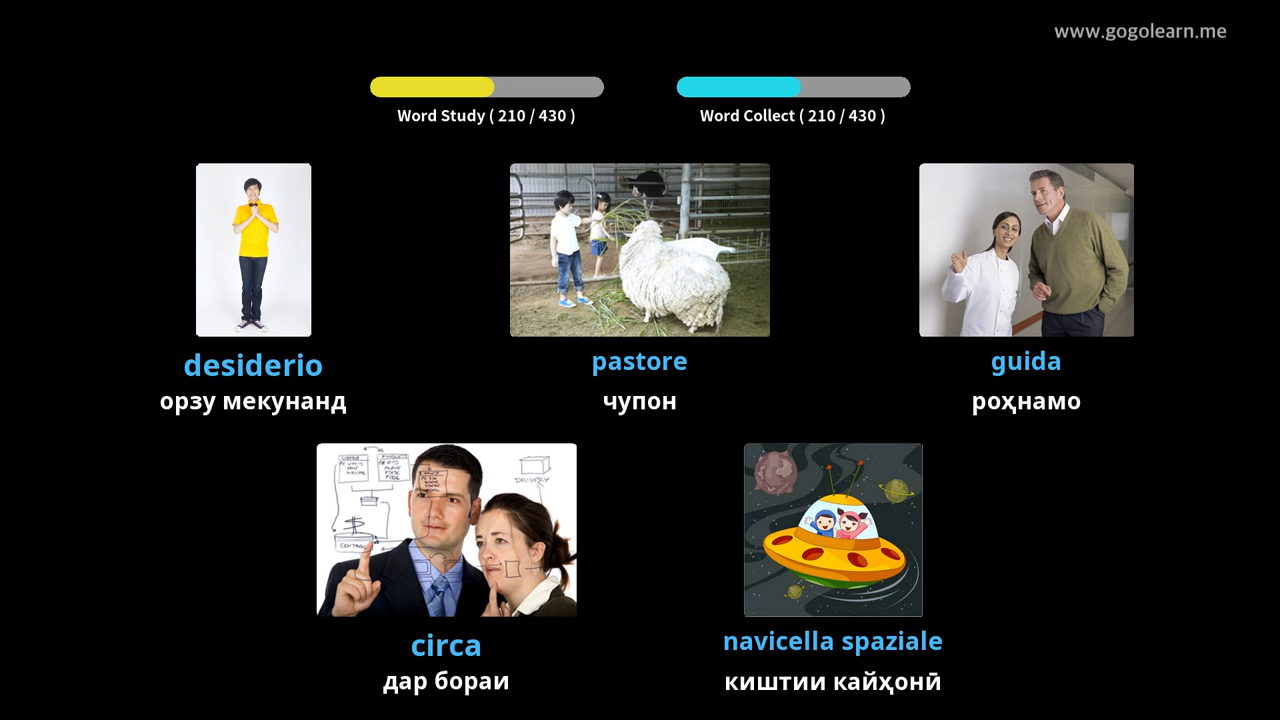 www.gogolearn.me
Word Study ( 210 / 430 )
Word Collect ( 210 / 430 )
desiderio
орзу мекунанд
pastore
чупон
guida
роҳнамо
circa
дар бораи
navicella spaziale
киштии кайҳонӣ